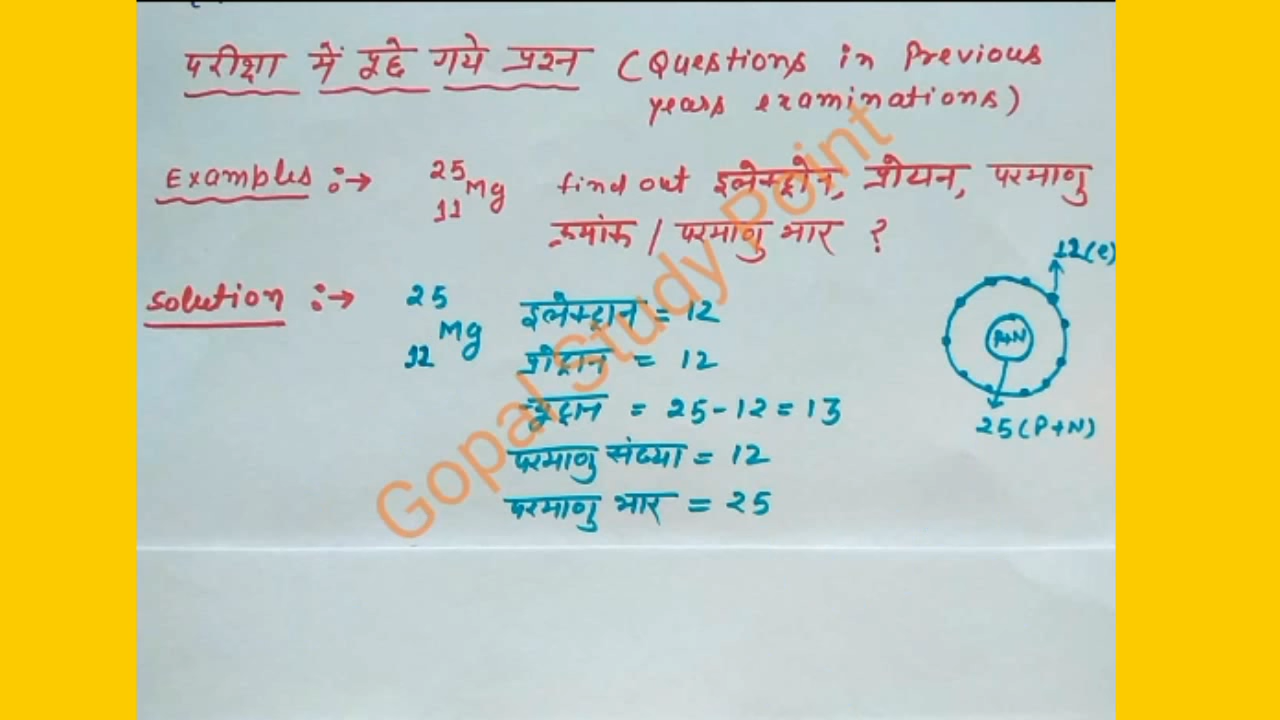 परीक्षा में पूछे गये प्रश्न (Questions in Previous
years examinations)
Examples :→ 25 11 Mg find out इलेक्ट्रोन, प्रोटान, परमाणु
क्रमांक / परमाणु भार ?
12(e)
Solution :→ 25 12 Mg इलेक्ट्रान = 12
प्रोट्रान = 12
P+N
न्यूट्रान = 25-12 = 13
25(P+N)
परमाणु संख्या = 12
परमाणु भार = 25
Gopal Study Point